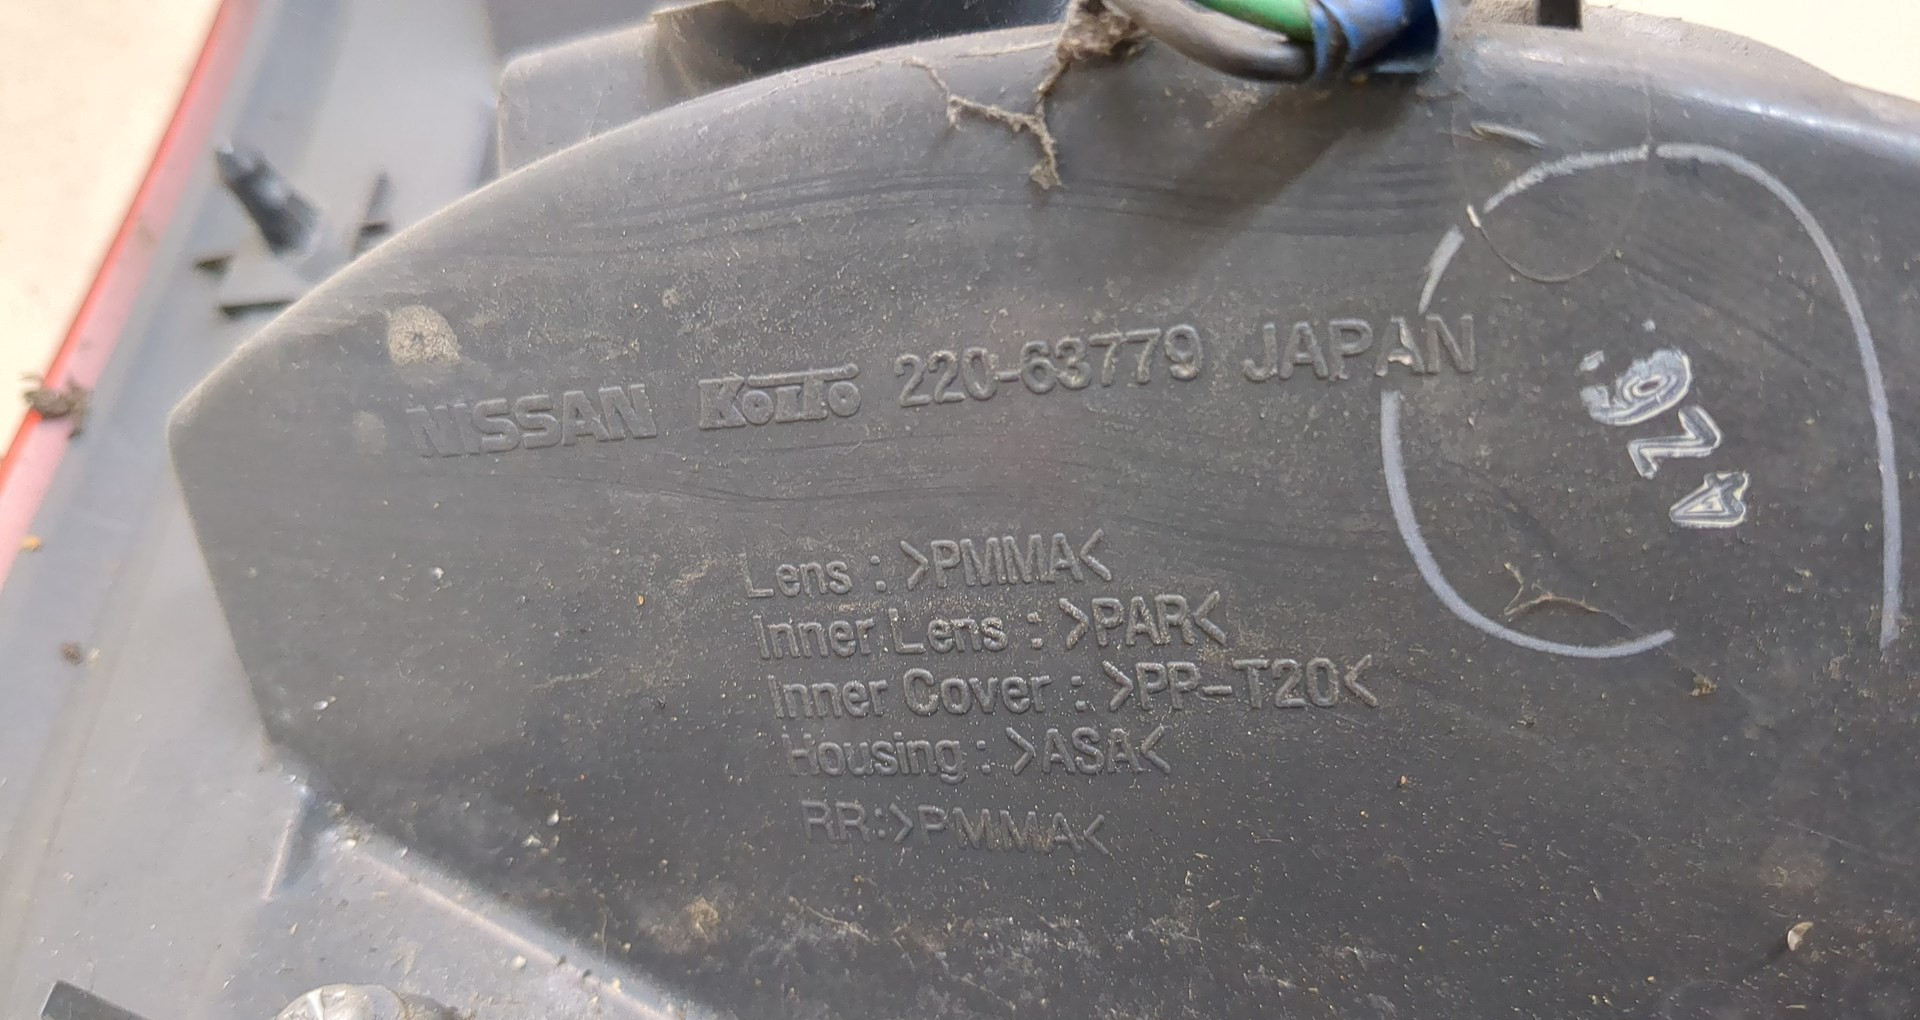 NISSAN KOITO 220-63779 JAPAN
Lens : >PMMA<
Inner Lens : >PAR<
Inner Cover : >PP-T20<
Housing : >ASA<
RR:>PMMA<